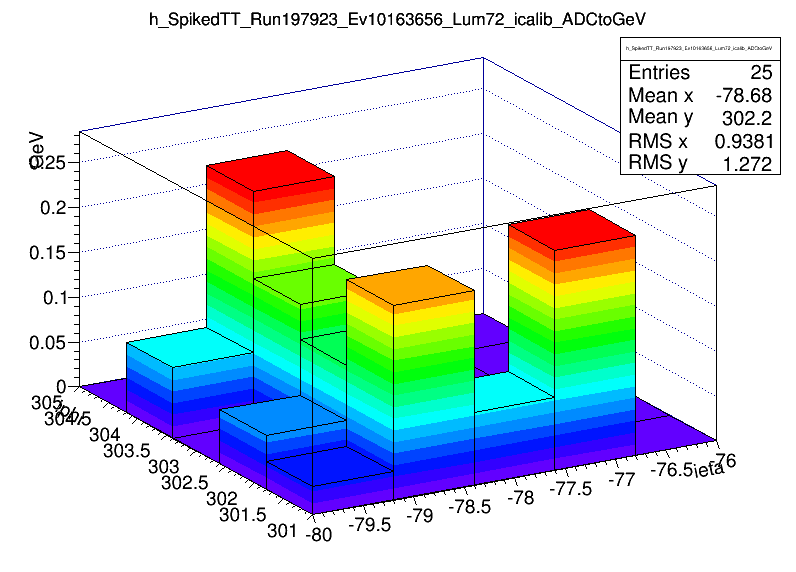 h_SpikedTT_Run197923_Ev10163656_Lum72_icalib_ADCtoGeV
h_SpikedTT_Run197923_Ev10163656_Lum72_icalib_ADCtoGeV
Entries 25
Mean x -78.68
Mean y 302.2
RMS x 0.9381
RMS y 1.272
GeV
0.25
0.2
0.15
0.1
0.05
0
305
304.5
304
303.5
303
302.5
302
301.5
301
-80
-79.5
-79
-78.5
-78
-77.5
-77
-76.5
-76
ieta